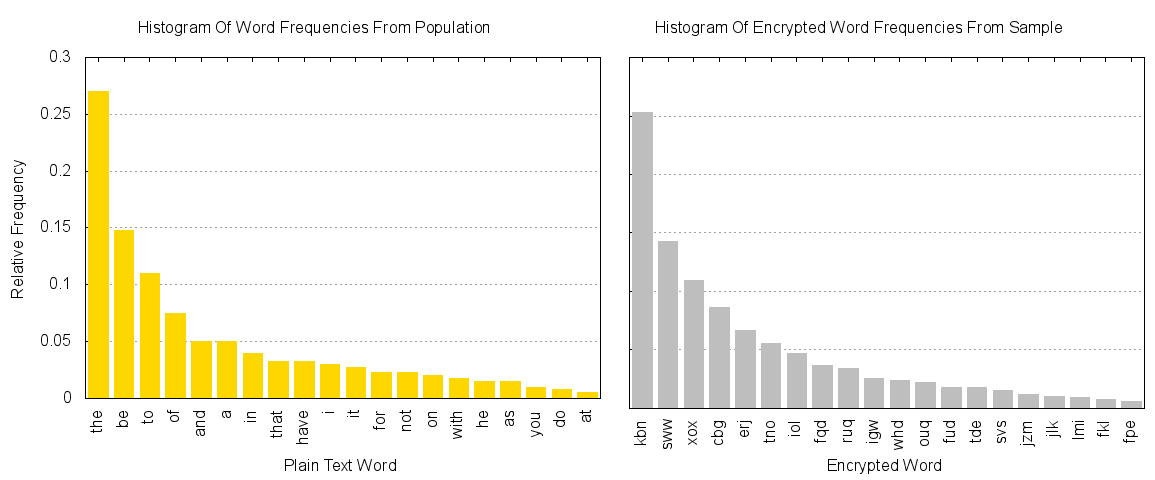 Histogram Of Word Frequencies From Population
0.3
0.25
0.2
0.15
0.1
0.05
0
Relative Frequency
the be to of and a in that have i it for not on with he as you do at
Plain Text Word
Histogram Of Encrypted Word Frequencies From Sample
kbn sww xox cbg erj tno iol fqd ruq igw whd ouq fud tde svs jzm jlk lmi fkl fpe
Encrypted Word